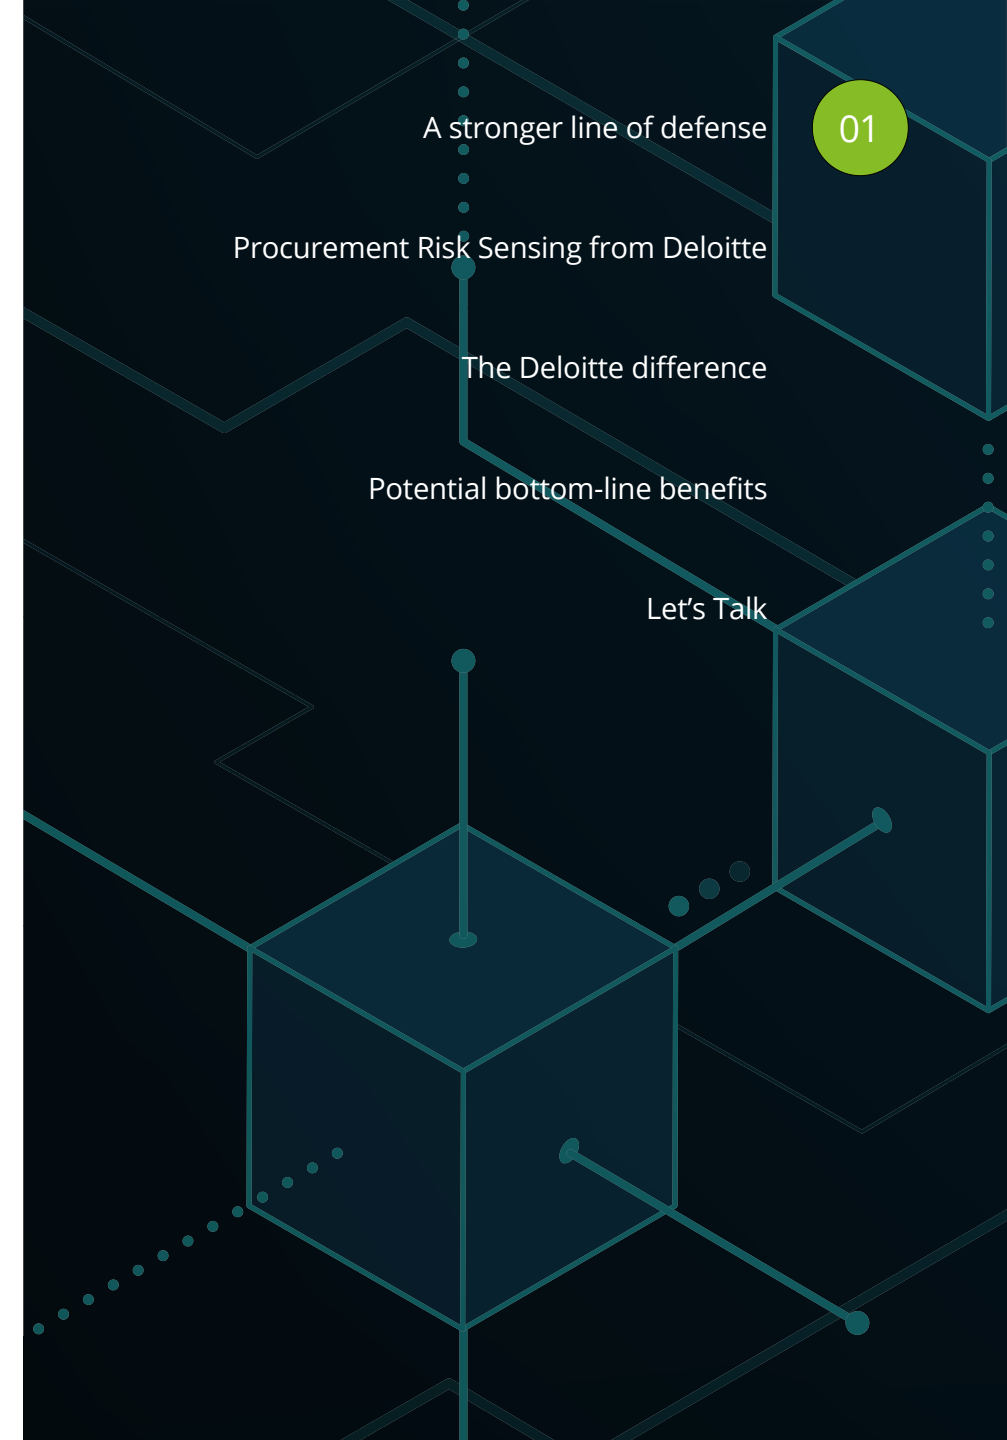 A stronger line of defense 01
Procurement Risk Sensing from Deloitte
The Deloitte difference
Potential bottom-line benefits
Let’s Talk